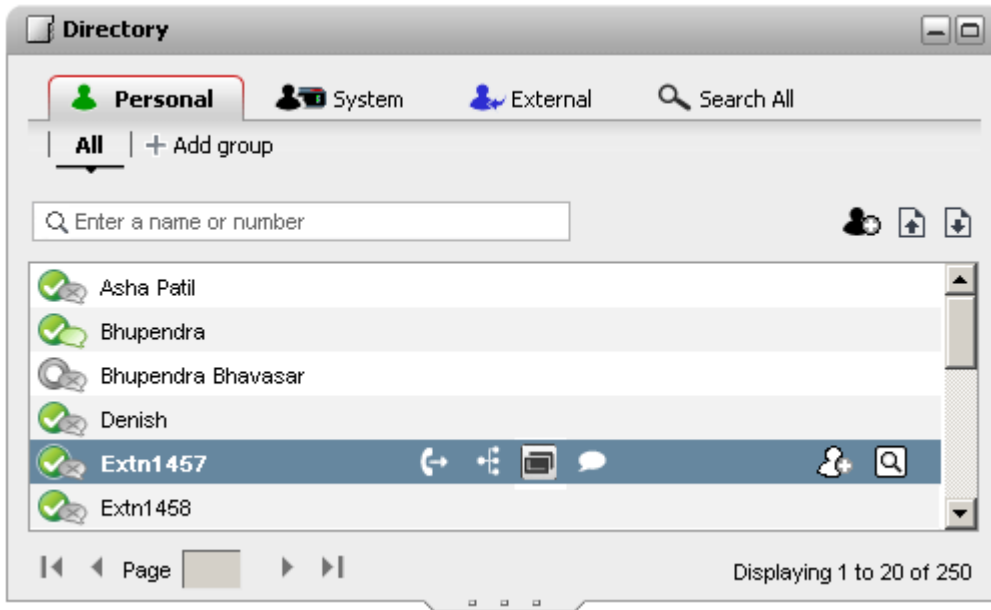 Directory
Personal System External Search All
All Add group
Enter a name or number
Asha Patil
Bhupendra
Bhupendra Bhavasar
Denish
Extn1457
Extn1458
Page Displaying 1 to 20 of 250